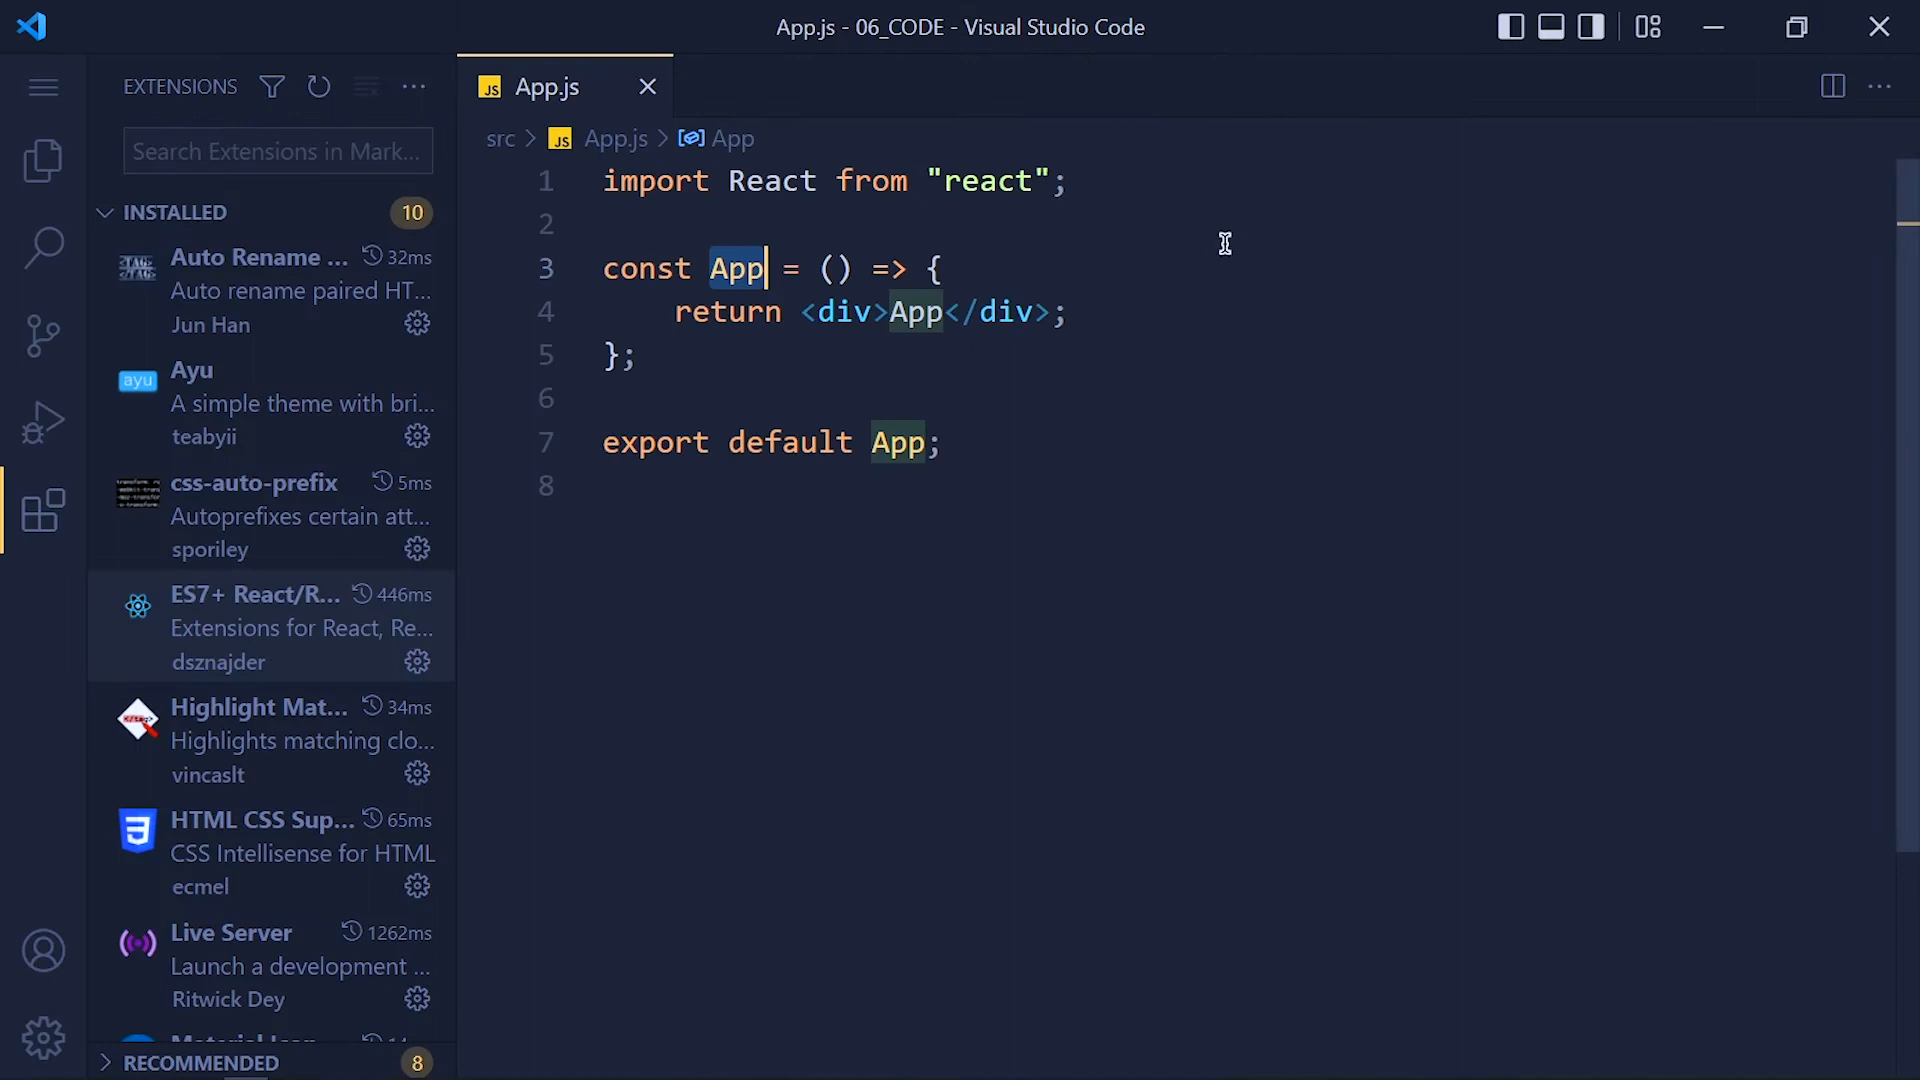 App.js - 06_CODE - Visual Studio Code
EXTENSIONS
Search Extensions in Mark...
INSTALLED 10
Auto Rename ... 32ms
Auto rename paired HT...
Jun Han
ayu
Ayu
A simple theme with bri...
teabyii
css-auto-prefix 5ms
Autoprefixes certain att...
sporiley
ES7+ React/R... 446ms
Extensions for React, Re...
dsznajder
Highlight Mat... 34ms
Highlights matching clo...
vincaslt
HTML CSS Sup... 65ms
CSS Intellisense for HTML
ecmel
Live Server 1262ms
Launch a development ...
Ritwick Dey
RECOMMENDED 8
JS App.js
src > JS App.js > App
1 import React from "react";
2
3 const App = () => {
4 return <div>App</div>;
5 };
6
7 export default App;
8